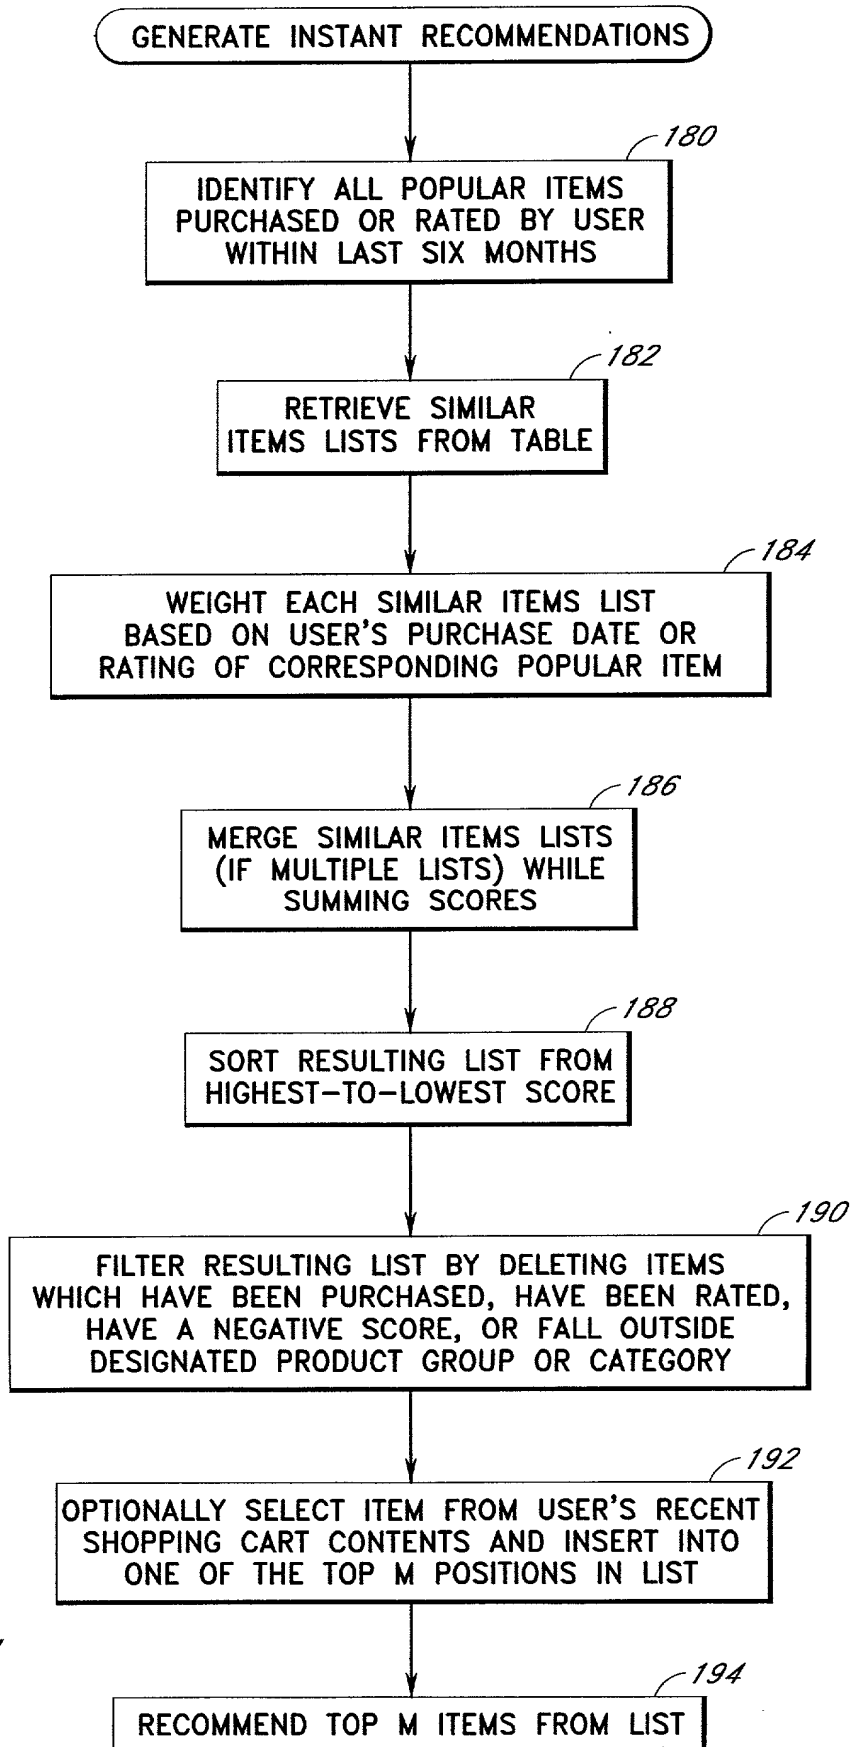 GENERATE INSTANT RECOMMENDATIONS
180
IDENTIFY ALL POPULAR ITEMS
PURCHASED OR RATED BY USER
WITHIN LAST SIX MONTHS
182
RETRIEVE SIMILAR
ITEMS LISTS FROM TABLE
184
WEIGHT EACH SIMILAR ITEMS LIST
BASED ON USER'S PURCHASE DATE OR
RATING OF CORRESPONDING POPULAR ITEM
186
MERGE SIMILAR ITEMS LISTS
(IF MULTIPLE LISTS) WHILE
SUMMING SCORES
188
SORT RESULTING LIST FROM
HIGHEST-TO-LOWEST SCORE
190
FILTER RESULTING LIST BY DELETING ITEMS
WHICH HAVE BEEN PURCHASED, HAVE BEEN RATED,
HAVE A NEGATIVE SCORE, OR FALL OUTSIDE
DESIGNATED PRODUCT GROUP OR CATEGORY
192
OPTIONALLY SELECT ITEM FROM USER'S RECENT
SHOPPING CART CONTENTS AND INSERT INTO
ONE OF THE TOP M POSITIONS IN LIST
194
RECOMMEND TOP M ITEMS FROM LIST